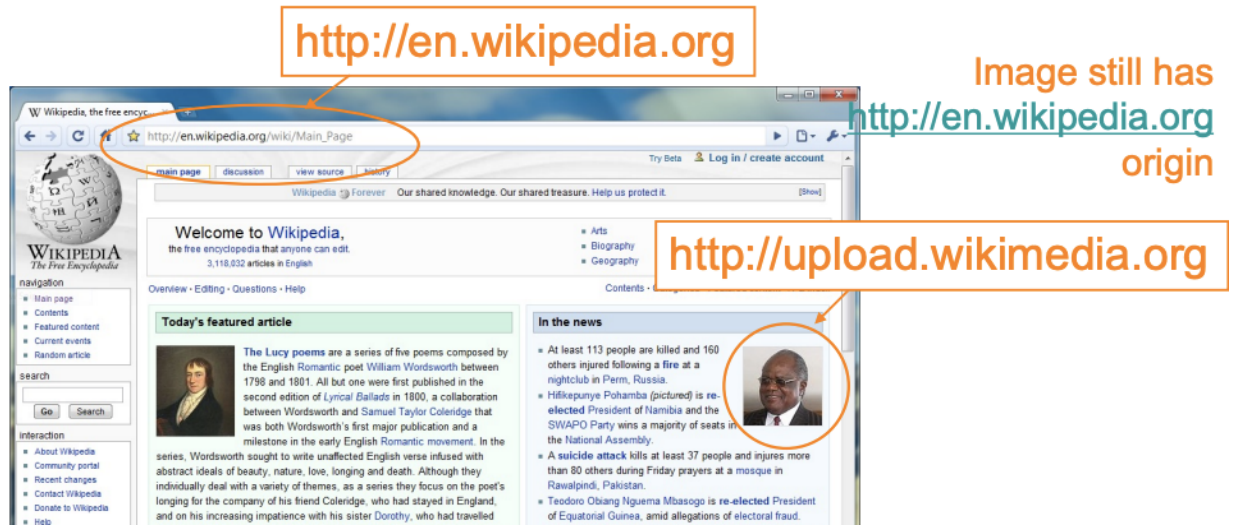 http://en.wikipedia.org
Image still has
http://en.wikipedia.org
origin
http://upload.wikimedia.org
Wikipedia, the free encyc...
http://en.wikipedia.org/wiki/Main_Page
Try Beta Log in / create account
main page discussion view source history
Wikipedia Forever Our shared knowledge. Our shared treasure. Help us protect it. [Show]
WIKIPEDIA
The Free Encyclopedia
navigation
Main page
Contents
Featured content
Current events
Random article
search
Go Search
interaction
About Wikipedia
Community portal
Recent changes
Contact Wikipedia
Donate to Wikipedia
Help
Welcome to Wikipedia,
the free encyclopedia that anyone can edit.
3,118,032 articles in English
Arts
Biography
Geography
Overview · Editing · Questions · Help
Contents ·
Today's featured article
The Lucy poems are a series of five poems composed by
the English Romantic poet William Wordsworth between
1798 and 1801. All but one were first published in the
second edition of Lyrical Ballads in 1800, a collaboration
between Wordsworth and Samuel Taylor Coleridge that
was both Wordsworth's first major publication and a
milestone in the early English Romantic movement. In the
series, Wordsworth sought to write unaffected English verse infused with
abstract ideals of beauty, nature, love, longing and death. Although they
individually deal with a variety of themes, as a series they focus on the poet's
longing for the company of his friend Coleridge, who had stayed in England,
and on his increasing impatience with his sister Dorothy, who had travelled
In the news
At least 113 people are killed and 160
others injured following a fire at a
nightclub in Perm, Russia.
Hifikepunye Pohamba (pictured) is re-
elected President of Namibia and the
SWAPO Party wins a majority of seats in
the National Assembly.
A suicide attack kills at least 37 people and injures more
than 80 others during Friday prayers at a mosque in
Rawalpindi, Pakistan.
Teodoro Obiang Nguema Mbasogo is re-elected President
of Equatorial Guinea, amid allegations of electoral fraud.